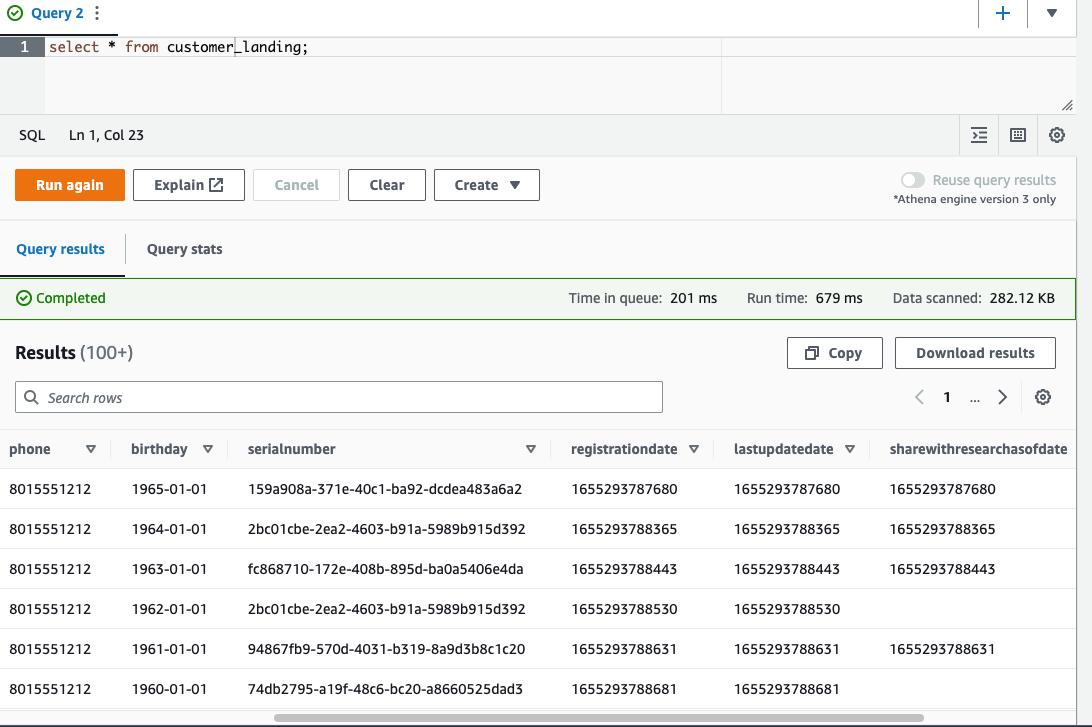 Query 2
1 select * from customer_landing;
SQL Ln 1, Col 23
Run again Explain Cancel Clear Create Reuse query results
*Athena engine version 3 only
Query results Query stats
Completed Time in queue: 201 ms Run time: 679 ms Data scanned: 282.12 KB
Results (100+) Copy Download results
Search rows 1 ...
phone birthday serialnumber registrationdate lastupdatedate sharewithresearchasofdate
8015551212 1965-01-01 159a908a-371e-40c1-ba92-dcdea483a6a2 1655293787680 1655293787680 1655293787680
8015551212 1964-01-01 2bc01cbe-2ea2-4603-b91a-5989b915d392 1655293788365 1655293788365 1655293788365
8015551212 1963-01-01 fc868710-172e-408b-895d-ba0a5406e4da 1655293788443 1655293788443 1655293788443
8015551212 1962-01-01 2bc01cbe-2ea2-4603-b91a-5989b915d392 1655293788530 1655293788530
8015551212 1961-01-01 94867fb9-570d-4031-b319-8a9d3b8c1c20 1655293788631 1655293788631 1655293788631
8015551212 1960-01-01 74db2795-a19f-48c6-bc20-a8660525dad3 1655293788681 1655293788681